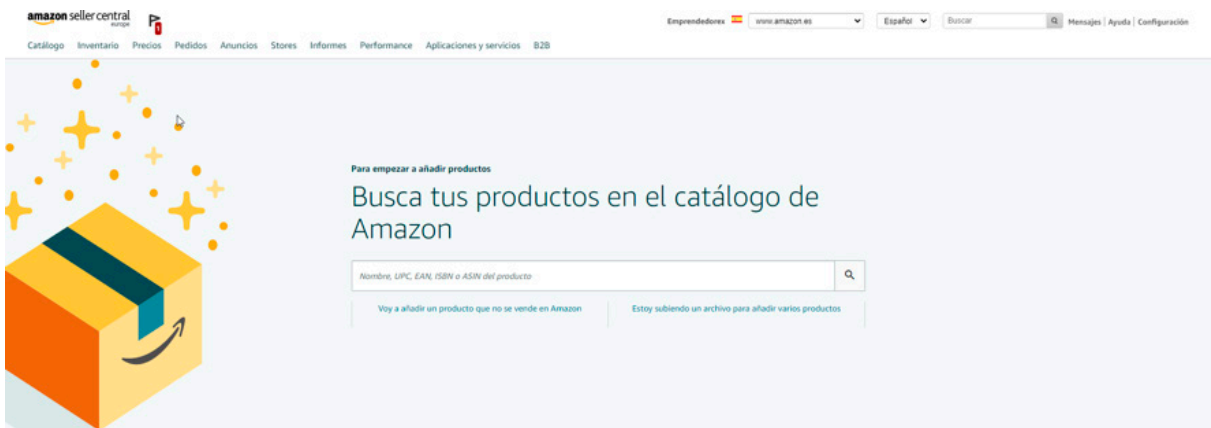 amazon seller central
europe
1
Emprendedores
www.amazon.es
Español
Buscar
Mensajes | Ayuda | Configuración
Catálogo Inventario Precios Pedidos Anuncios Stores Informes Performance Aplicaciones y servicios B2B
Para empezar a añadir productos
Busca tus productos en el catálogo de
Amazon
Nombre, UPC, EAN, ISBN o ASIN del producto
Voy a añadir un producto que no se vende en Amazon
Estoy subiendo un archivo para añadir varios productos